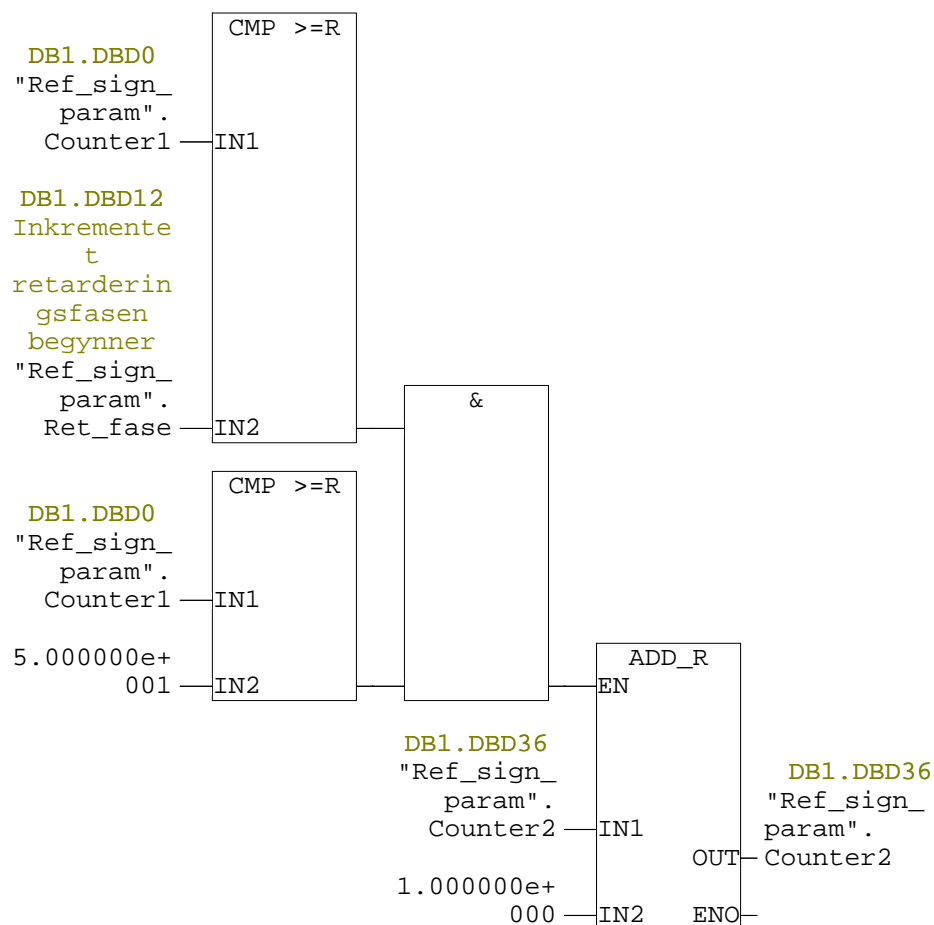 CMP >=R
DB1.DBD0
"Ref_sign_
param".
Counter1
IN1
DB1.DBD12
Inkremente
t
retarderin
gsfasen
begynner
"Ref_sign_
param".
Ret_fase
IN2
&
CMP >=R
DB1.DBD0
"Ref_sign_
param".
Counter1
IN1
5.000000e+
001
IN2
ADD_R
EN
DB1.DBD36
"Ref_sign_
param".
Counter2
IN1
DB1.DBD36
"Ref_sign_
param".
Counter2
OUT
1.000000e+
000
IN2
ENO